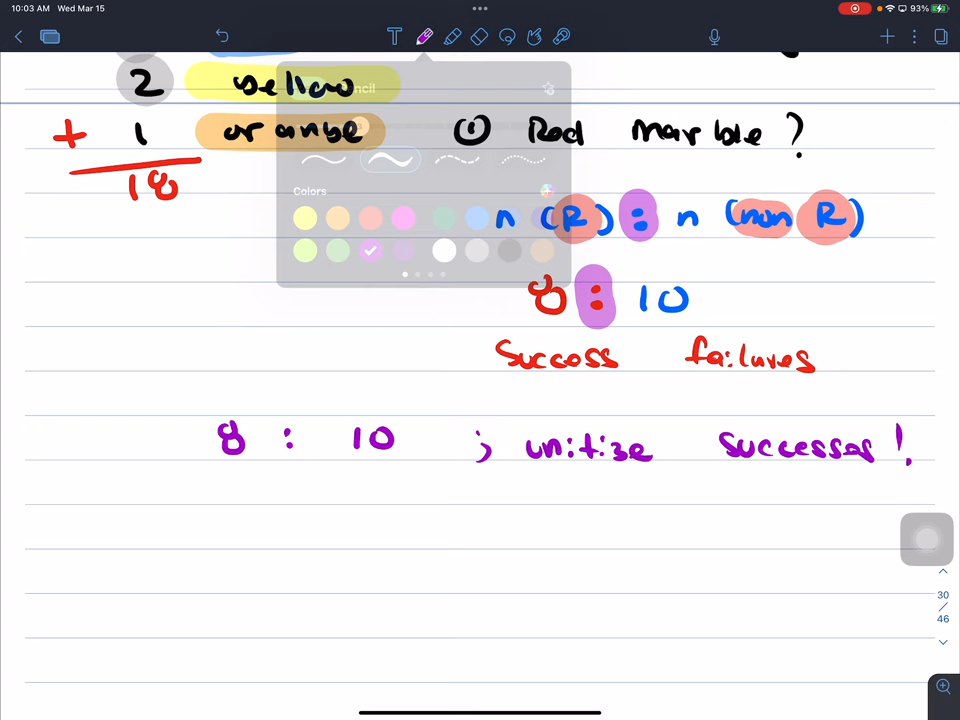 10:03 AM Wed Mar 15
93%
2 yellow
+ 1 orange
18
① Red marble?
n (R) : n (non R)
8 : 10
success failures
8 : 10 ; unitize successes!
Colors
30
/
46